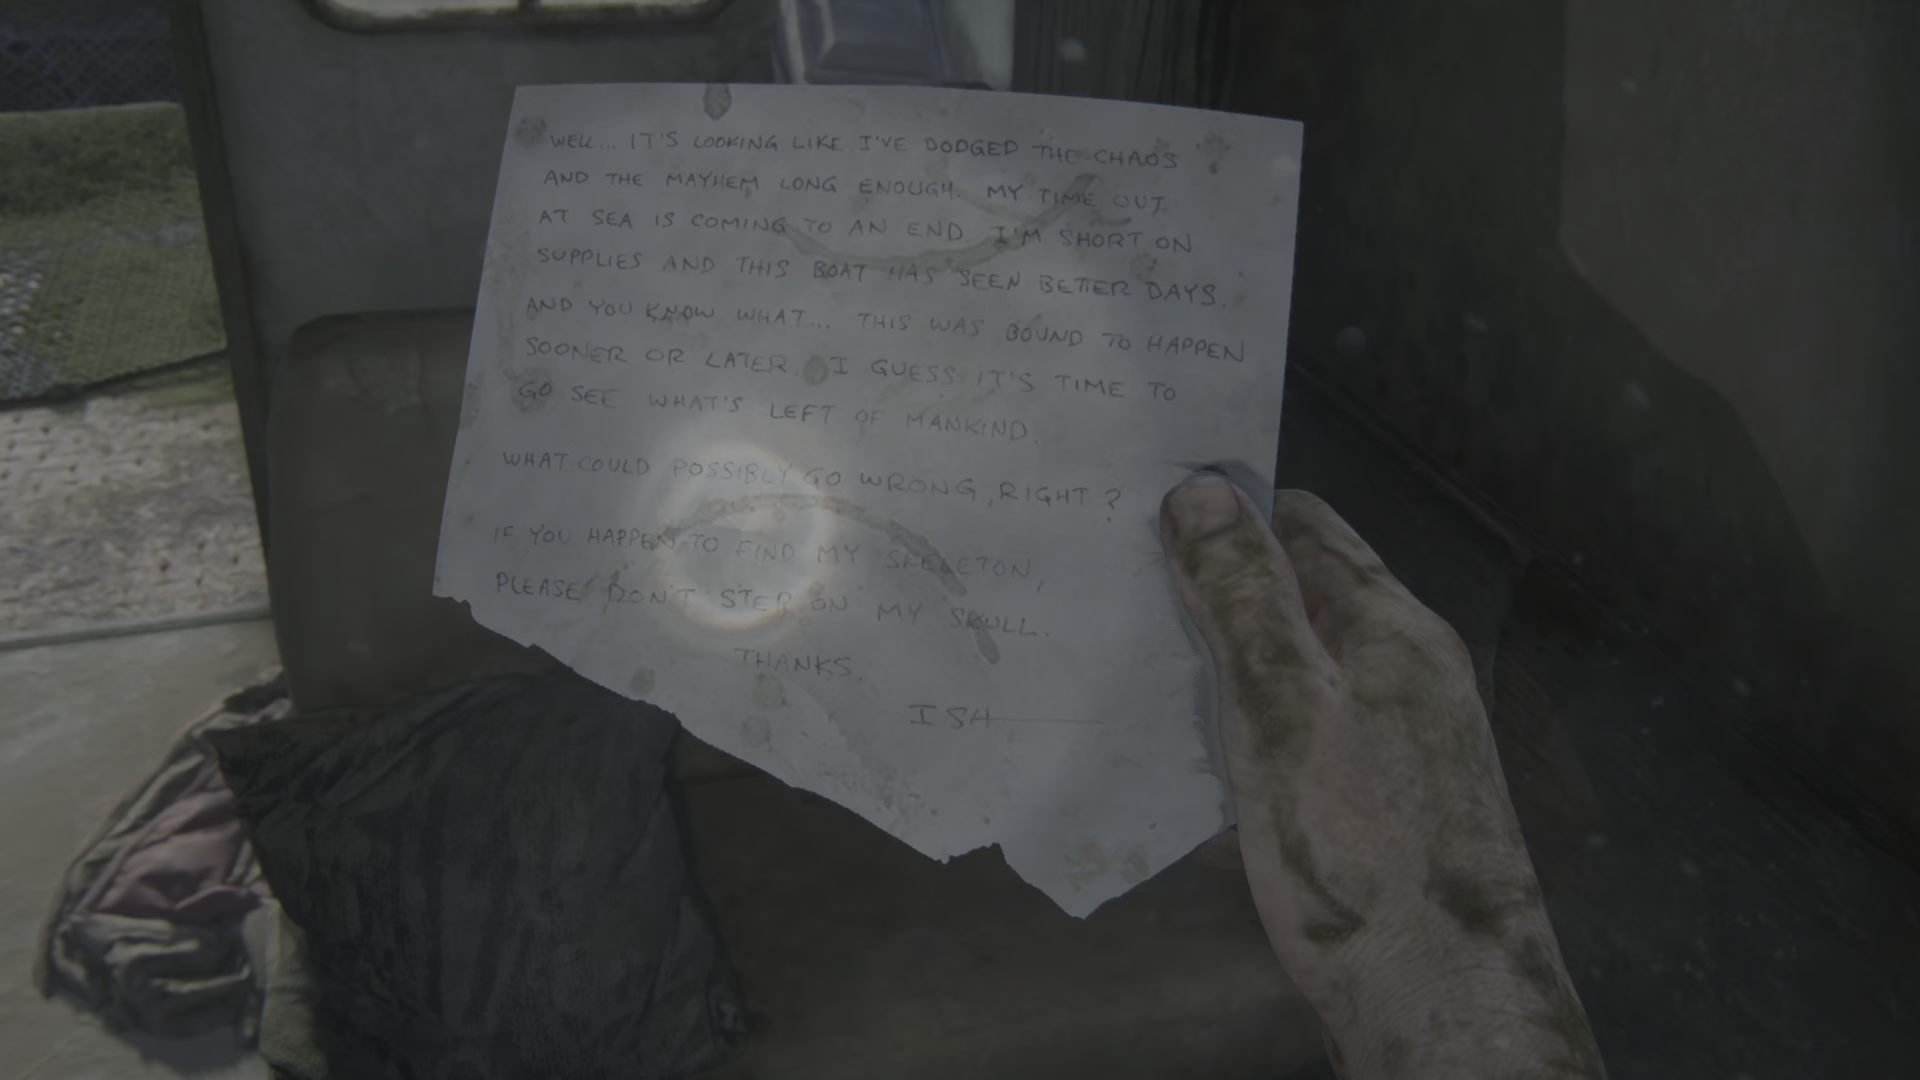 WELL... IT'S LOOKING LIKE I'VE DODGED THE CHAOS
AND THE MAYHEM LONG ENOUGH. MY TIME OUT
AT SEA IS COMING TO AN END. I'M SHORT ON
SUPPLIES AND THIS BOAT HAS SEEN BETTER DAYS.
AND YOU KNOW WHAT... THIS WAS BOUND TO HAPPEN
SOONER OR LATER. I GUESS IT'S TIME TO
GO SEE WHAT'S LEFT OF MANKIND.
WHAT COULD POSSIBLY GO WRONG, RIGHT?
IF YOU HAPPEN TO FIND MY SKELETON,
PLEASE DON'T STEP ON MY SKULL.
THANKS.
ISH